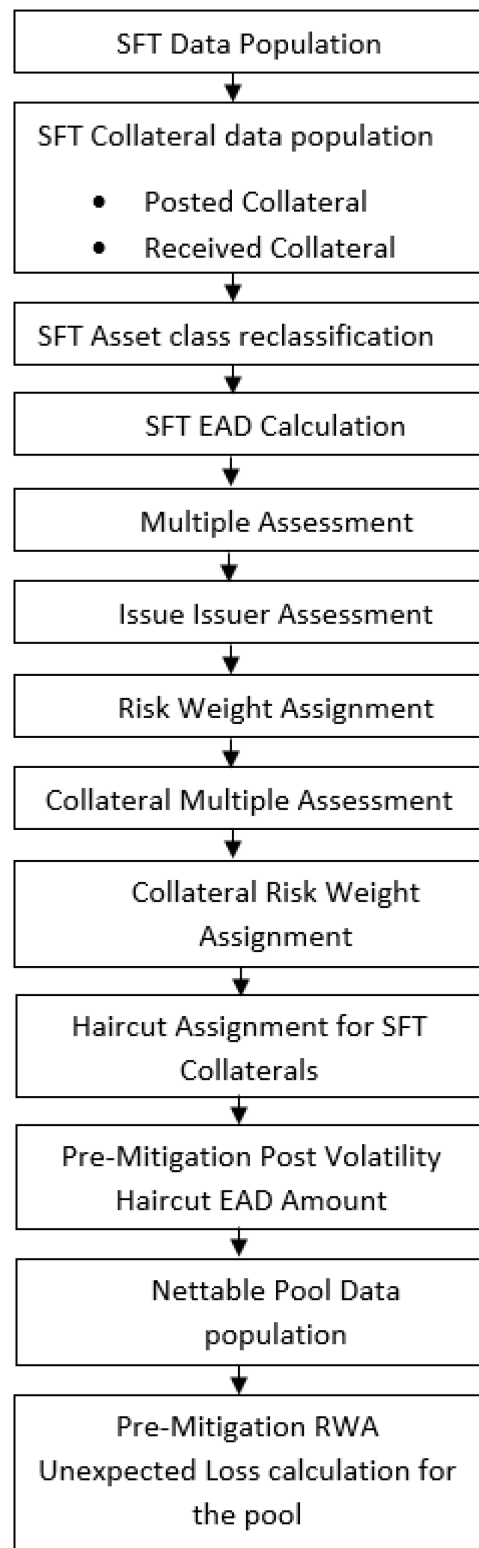 SFT Data Population
SFT Collateral data population
• Posted Collateral
• Received Collateral
SFT Asset class reclassification
SFT EAD Calculation
Multiple Assessment
Issue Issuer Assessment
Risk Weight Assignment
Collateral Multiple Assessment
Collateral Risk Weight
Assignment
Haircut Assignment for SFT
Collaterals
Pre-Mitigation Post Volatility
Haircut EAD Amount
Nettable Pool Data
population
Pre-Mitigation RWA
Unexpected Loss calculation for
the pool